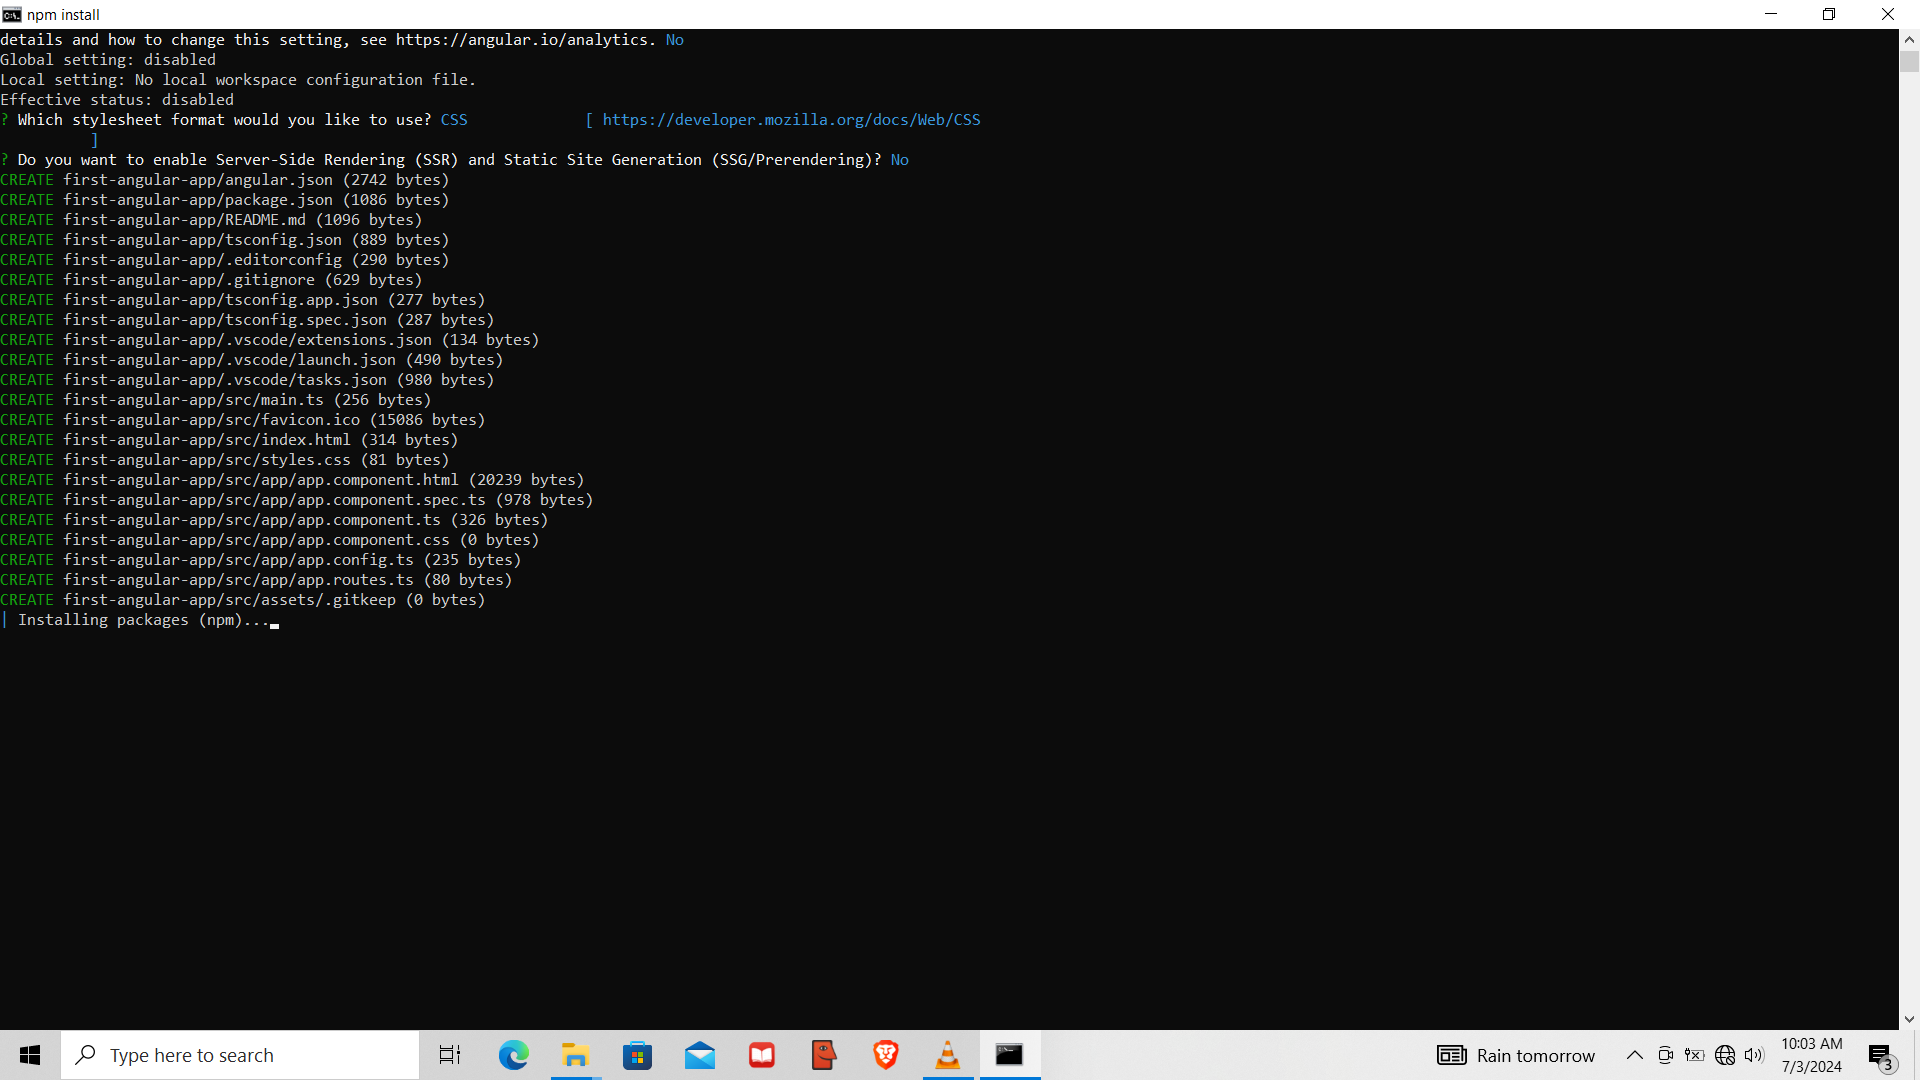 npm install
details and how to change this setting, see https://angular.io/analytics. No
Global setting: disabled
Local setting: No local workspace configuration file.
Effective status: disabled
? Which stylesheet format would you like to use? CSS             [ https://developer.mozilla.org/docs/Web/CSS
]
? Do you want to enable Server-Side Rendering (SSR) and Static Site Generation (SSG/Prerendering)? No
CREATE first-angular-app/angular.json (2742 bytes)
CREATE first-angular-app/package.json (1086 bytes)
CREATE first-angular-app/README.md (1096 bytes)
CREATE first-angular-app/tsconfig.json (889 bytes)
CREATE first-angular-app/.editorconfig (290 bytes)
CREATE first-angular-app/.gitignore (629 bytes)
CREATE first-angular-app/tsconfig.app.json (277 bytes)
CREATE first-angular-app/tsconfig.spec.json (287 bytes)
CREATE first-angular-app/.vscode/extensions.json (134 bytes)
CREATE first-angular-app/.vscode/launch.json (490 bytes)
CREATE first-angular-app/.vscode/tasks.json (980 bytes)
CREATE first-angular-app/src/main.ts (256 bytes)
CREATE first-angular-app/src/favicon.ico (15086 bytes)
CREATE first-angular-app/src/index.html (314 bytes)
CREATE first-angular-app/src/styles.css (81 bytes)
CREATE first-angular-app/src/app/app.component.html (20239 bytes)
CREATE first-angular-app/src/app/app.component.spec.ts (978 bytes)
CREATE first-angular-app/src/app/app.component.ts (326 bytes)
CREATE first-angular-app/src/app/app.component.css (0 bytes)
CREATE first-angular-app/src/app/app.config.ts (235 bytes)
CREATE first-angular-app/src/app/app.routes.ts (80 bytes)
CREATE first-angular-app/src/assets/.gitkeep (0 bytes)
| Installing packages (npm)...
Type here to search
Rain tomorrow
10:03 AM
7/3/2024
3